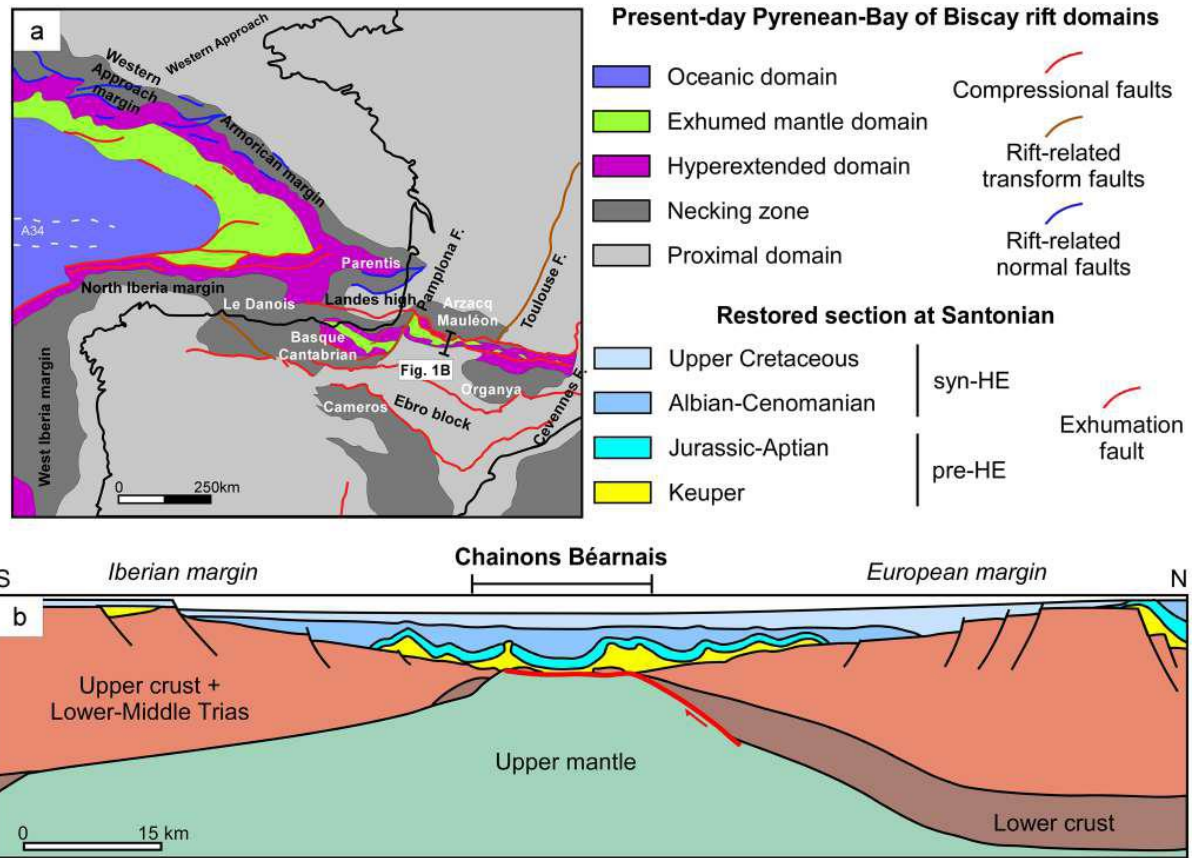 a
Western Approach
Western
Approach
margin
Armorican margin
A34
Parentis
Pamplona F.
Toulouse F.
North Iberia margin
Le Danois
Landes high
Arzacq
Mauléon
Basque
Cantabrian
Fig. 1B
Organya
Cevennes F.
Cameros
Ebro block
West Iberia margin
0 250km
Present-day Pyrenean-Bay of Biscay rift domains
Oceanic domain
Exhumed mantle domain
Hyperextended domain
Necking zone
Proximal domain
Compressional faults
Rift-related
transform faults
Rift-related
normal faults
Restored section at Santonian
Upper Cretaceous
Albian-Cenomanian
syn-HE
Jurassic-Aptian
Keuper
pre-HE
Exhumation
fault
Chainons Béarnais
S Iberian margin European margin N
b
Upper crust +
Lower-Middle Trias
Upper mantle
Lower crust
0 15 km